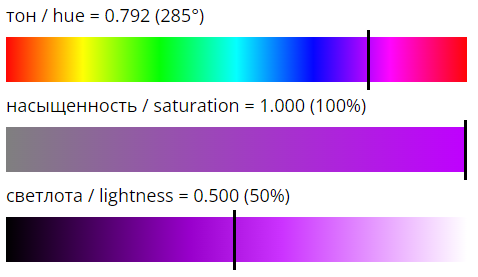 тон / hue = 0.792 (285°)
насыщенность / saturation = 1.000 (100%)
светлота / lightness = 0.500 (50%)